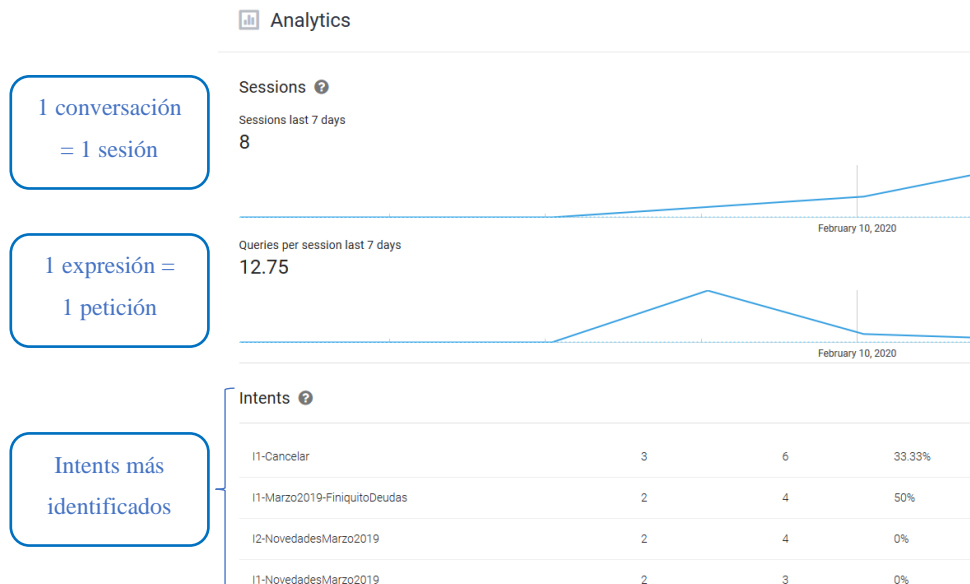 Analytics
1 conversación
= 1 sesión
Sessions
Sessions last 7 days
8
February 10, 2020
1 expresión =
1 petición
Queries per session last 7 days
12.75
February 10, 2020
Intents más
identificados
Intents
I1-Cancelar 3 6 33.33%
I1-Marzo2019-FiniquitoDeudas 2 4 50%
I2-NovedadesMarzo2019 2 4 0%
I1-NovedadesMarzo2019 2 3 0%